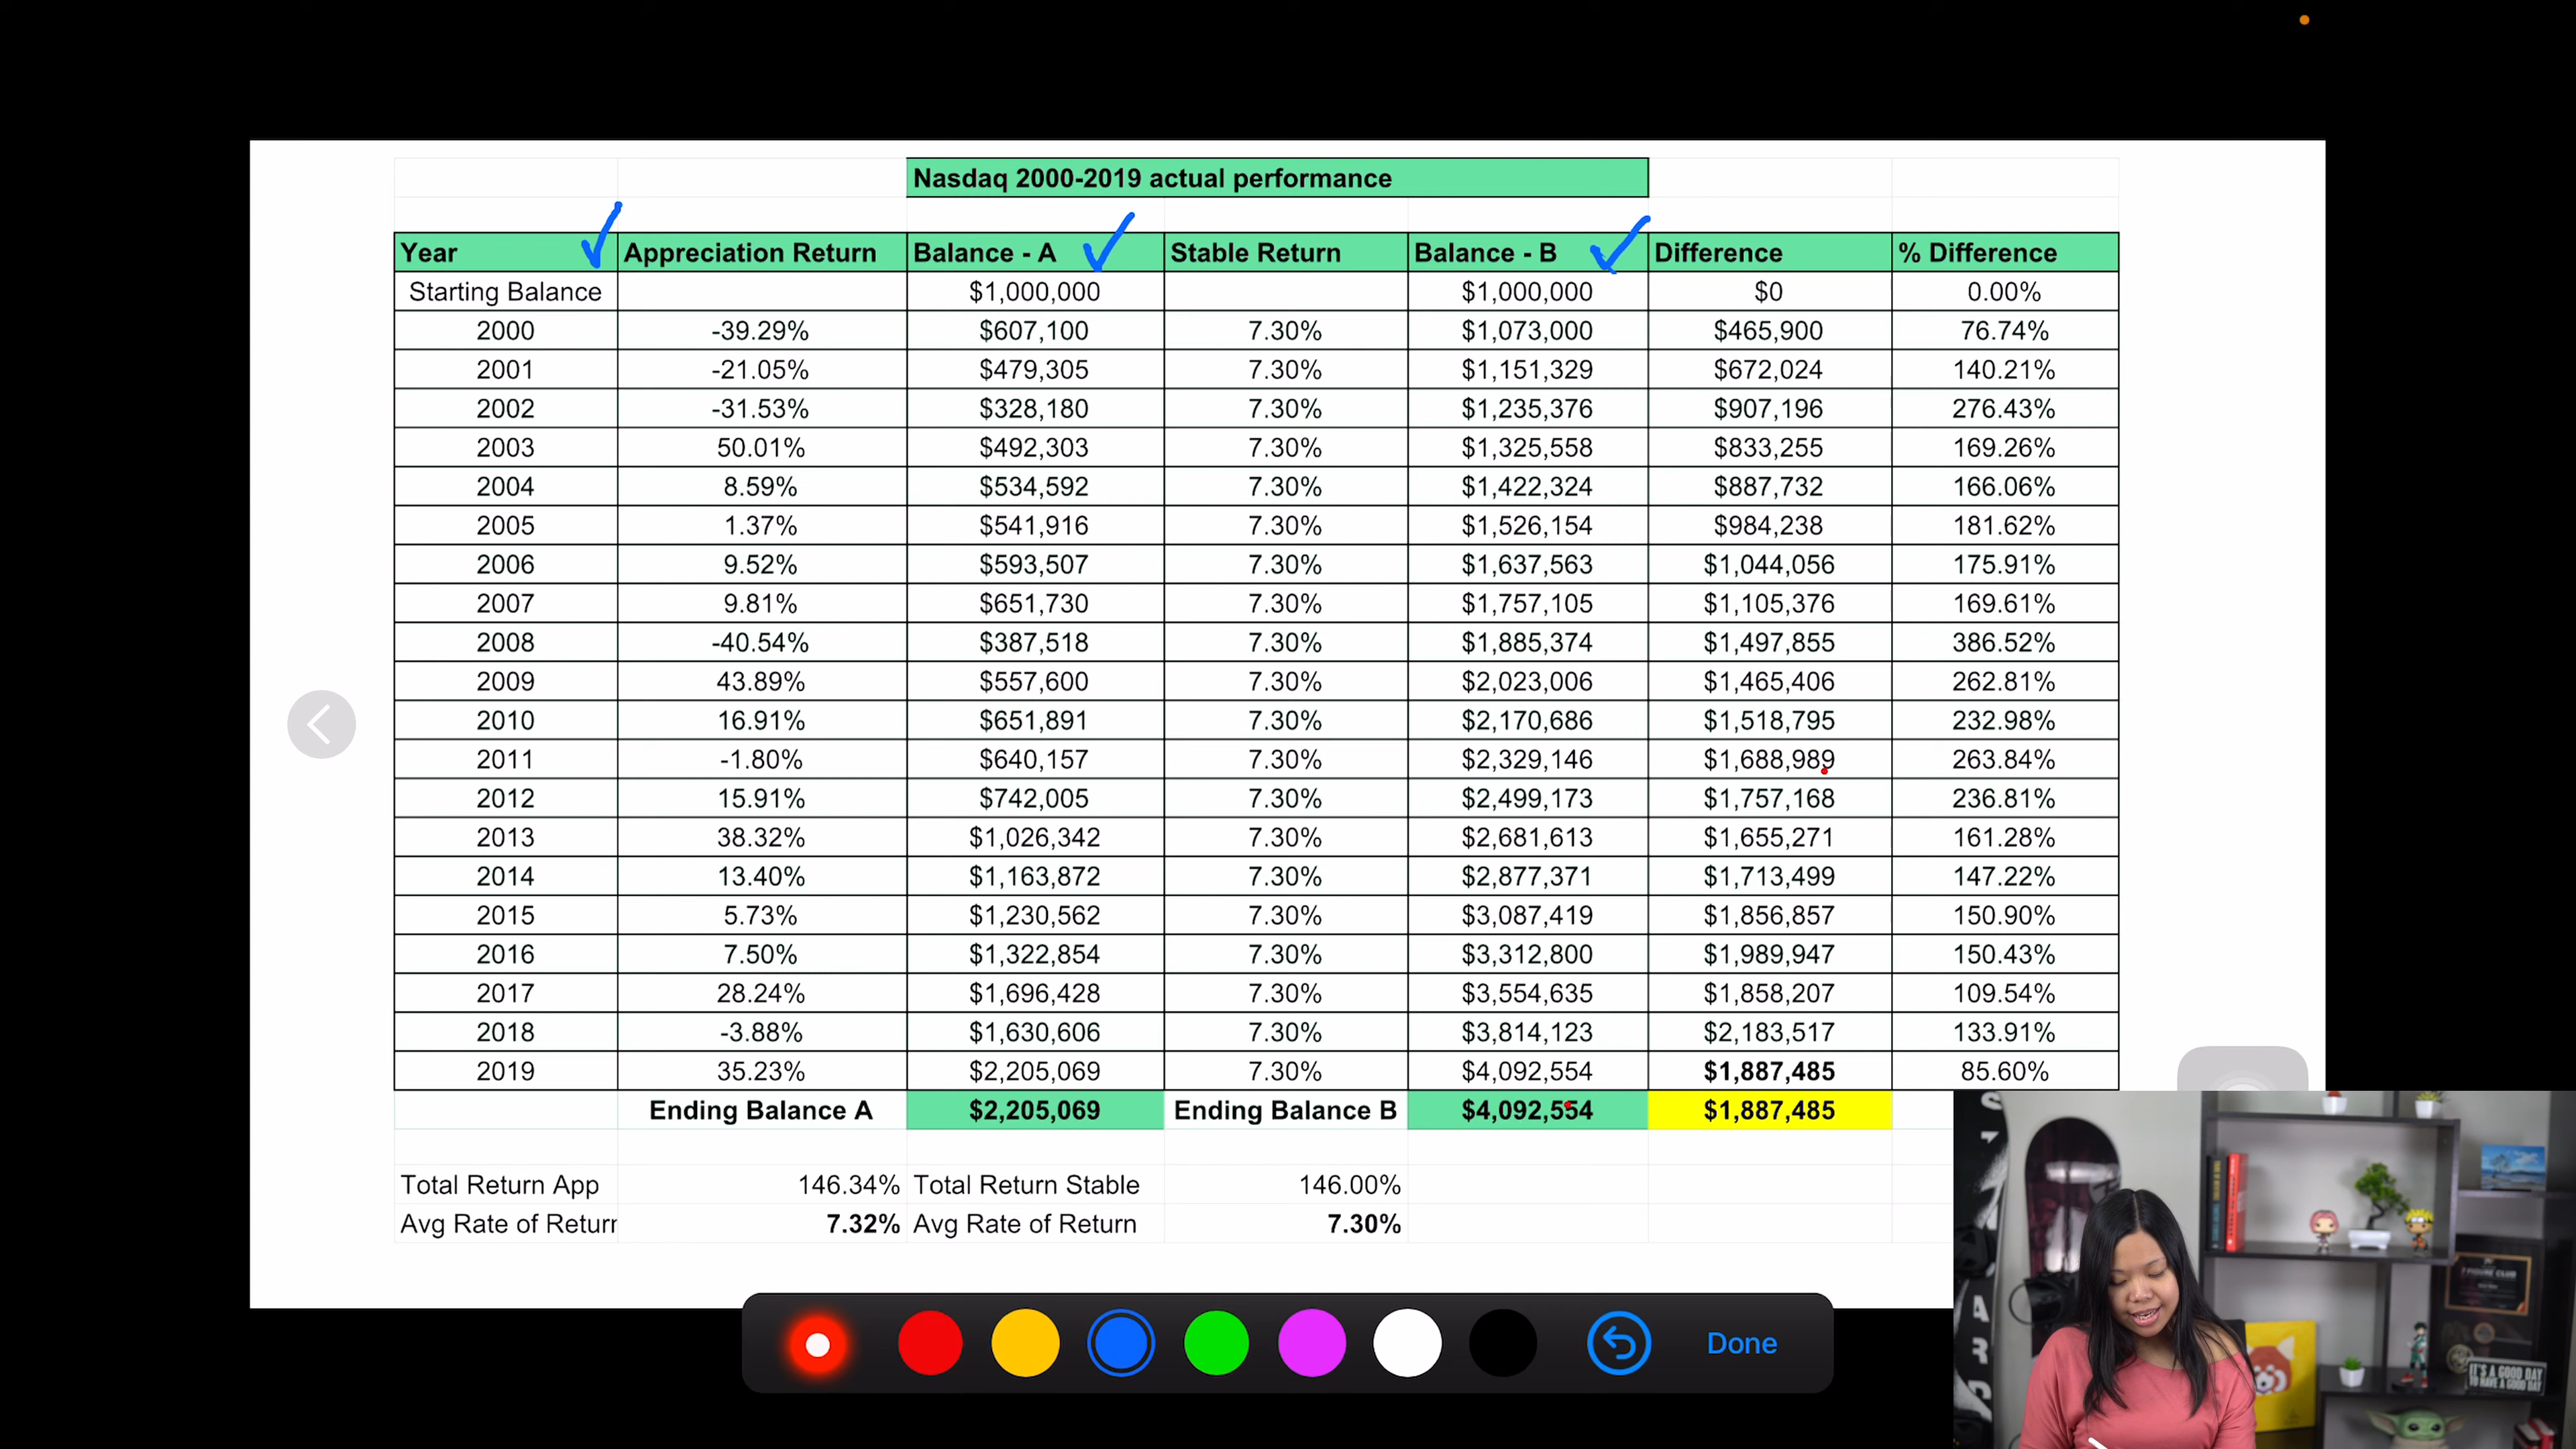 Nasdaq 2000-2019 actual performance
Year Appreciation Return Balance - A Stable Return Balance - B Difference % Difference
Starting Balance $1,000,000 $1,000,000 $0 0.00%
2000 -39.29% $607,100 7.30% $1,073,000 $465,900 76.74%
2001 -21.05% $479,305 7.30% $1,151,329 $672,024 140.21%
2002 -31.53% $328,180 7.30% $1,235,376 $907,196 276.43%
2003 50.01% $492,303 7.30% $1,325,558 $833,255 169.26%
2004 8.59% $534,592 7.30% $1,422,324 $887,732 166.06%
2005 1.37% $541,916 7.30% $1,526,154 $984,238 181.62%
2006 9.52% $593,507 7.30% $1,637,563 $1,044,056 175.91%
2007 9.81% $651,730 7.30% $1,757,105 $1,105,376 169.61%
2008 -40.54% $387,518 7.30% $1,885,374 $1,497,855 386.52%
2009 43.89% $557,600 7.30% $2,023,006 $1,465,406 262.81%
2010 16.91% $651,891 7.30% $2,170,686 $1,518,795 232.98%
2011 -1.80% $640,157 7.30% $2,329,146 $1,688,989 263.84%
2012 15.91% $742,005 7.30% $2,499,173 $1,757,168 236.81%
2013 38.32% $1,026,342 7.30% $2,681,613 $1,655,271 161.28%
2014 13.40% $1,163,872 7.30% $2,877,371 $1,713,499 147.22%
2015 5.73% $1,230,562 7.30% $3,087,419 $1,856,857 150.90%
2016 7.50% $1,322,854 7.30% $3,312,800 $1,989,947 150.43%
2017 28.24% $1,696,428 7.30% $3,554,635 $1,858,207 109.54%
2018 -3.88% $1,630,606 7.30% $3,814,123 $2,183,517 133.91%
2019 35.23% $2,205,069 7.30% $4,092,554 $1,887,485 85.60%
Ending Balance A $2,205,069 Ending Balance B $4,092,554 $1,887,485
Total Return App 146.34% Total Return Stable 146.00%
Avg Rate of Return 7.32% Avg Rate of Return 7.30%
Done
IT'S A GOOD DAY
TO HAVE A GOOD DAY